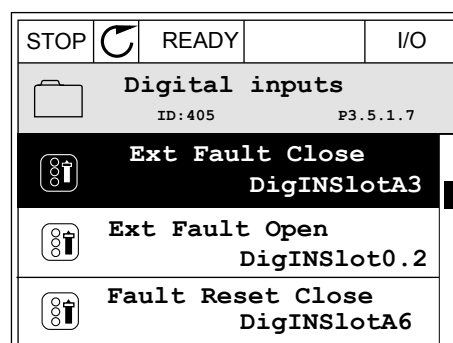 STOP READY I/O
Digital inputs
ID:405 P3.5.1.7
Ext Fault Close
DigINSlotA3
Ext Fault Open
DigINSlot0.2
Fault Reset Close
DigINSlotA6